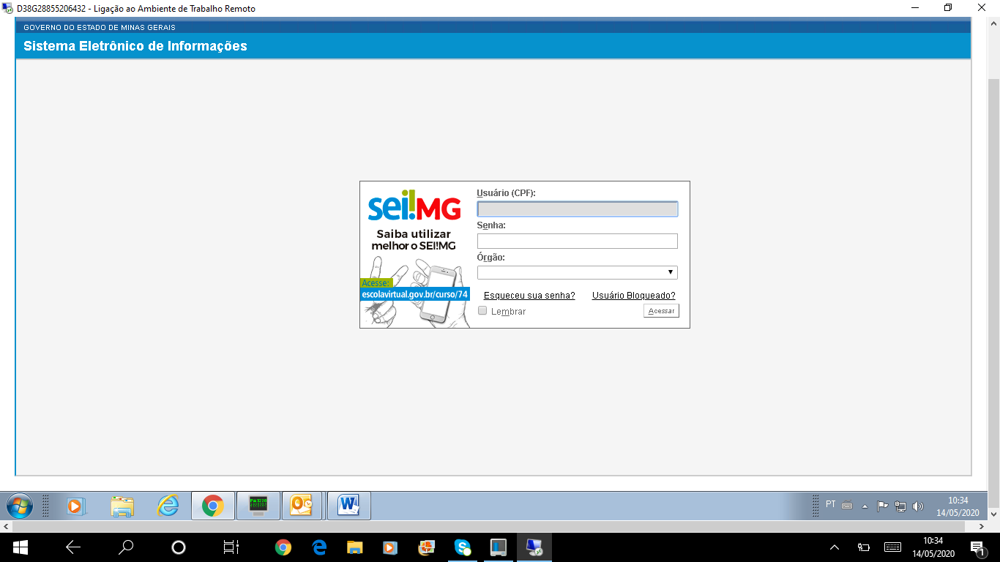 D38G28855206432 - Ligação ao Ambiente de Trabalho Remoto
GOVERNO DO ESTADO DE MINAS GERAIS
Sistema Eletrônico de Informações
sei!MG
Saiba utilizar
melhor o SEI!MG
Acesse:
escolavirtual.gov.br/curso/74
Usuário (CPF):
Senha:
Órgão:
Esqueceu sua senha? Usuário Bloqueado?
Lembrar Acessar
PT
10:34
14/05/2020
10:34
14/05/2020
1